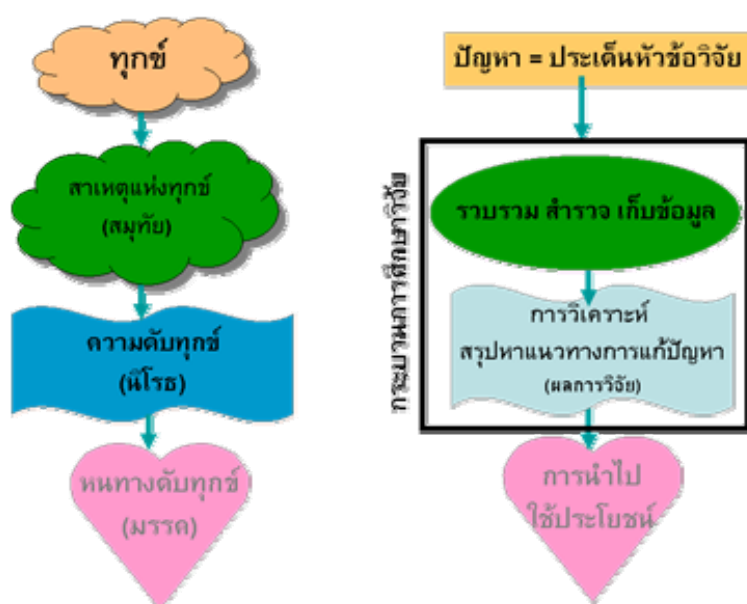 ทุกข์
สาเหตุแห่งทุกข์
(สมุทัย)
ความดับทุกข์
(นิโรธ)
หนทางดับทุกข์
(มรรค)
ปัญหา = ประเด็นหัวข้อวิจัย
กระบวนการศึกษาวิจัย
รวบรวม สำรวจ เก็บข้อมูล
การวิเคราะห์
สรุปหาแนวทางการแก้ปัญหา
(ผลการวิจัย)
การนำไป
ใช้ประโยชน์